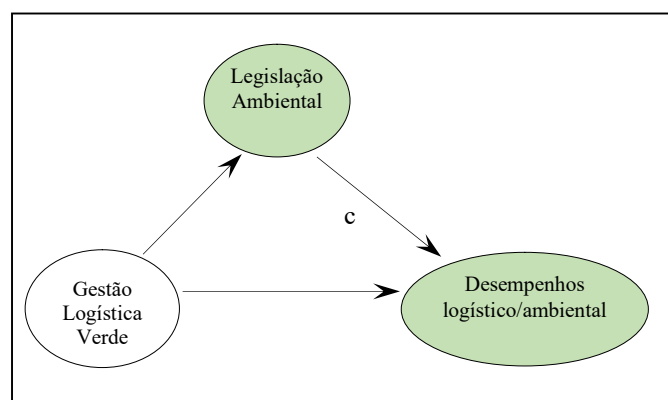 Legislação
Ambiental
c
Gestão
Logística
Verde
Desempenhos
logístico/ambiental